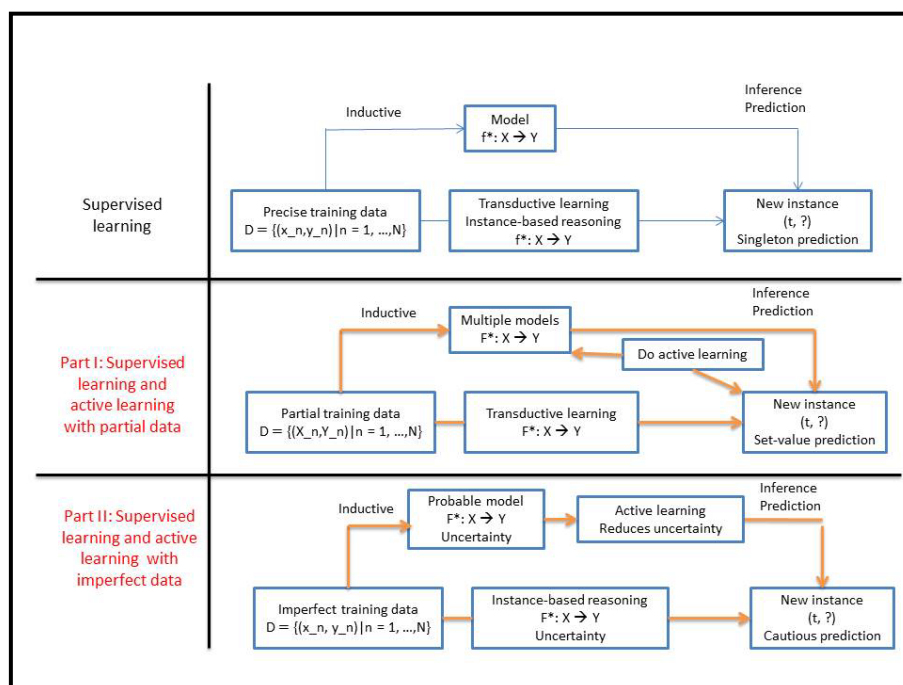 Supervised
learning
Inductive
Inference
Prediction
Model
f*: X → Y
Precise training data
D = {(x_n,y_n)|n = 1, ...,N}
Transductive learning
Instance-based reasoning
f*: X → Y
New instance
(t, ?)
Singleton prediction
Part I: Supervised
learning and
active learning
with partial data
Inductive
Inference
Prediction
Multiple models
F*: X → Y
Do active learning
Partial training data
D = {(X_n,Y_n)|n = 1, ...,N}
Transductive learning
F*: X → Y
New instance
(t, ?)
Set-value prediction
Part II: Supervised
learning and active
learning with
imperfect data
Inductive
Inference
Prediction
Probable model
F*: X → Y
Uncertainty
Active learning
Reduces uncertainty
Imperfect training data
D = {(x_n, y_n)|n = 1, ...,N}
Instance-based reasoning
F*: X → Y
Uncertainty
New instance
(t, ?)
Cautious prediction